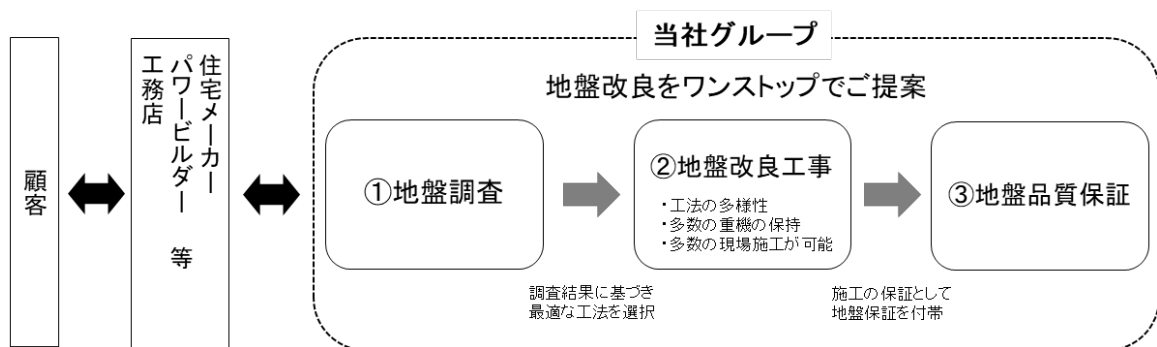 当社グループ
地盤改良をワンストップでご提案
顧客
住宅メーカー
パワービルダー 等
工務店
①地盤調査
②地盤改良工事
・工法の多様性
・多数の重機の保持
・多数の現場施工が可能
③地盤品質保証
調査結果に基づき
最適な工法を選択
施工の保証として
地盤保証を付帯